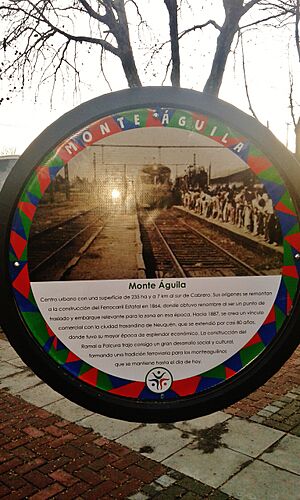 MONTE ÁGUILA
Monte Águila
Centro urbano con una superficie de 235 há y a 7 km al sur de Cabrero. Sus orígenes se remontan
a la construcción del Ferrocarril Estatal en 1864, donde obtuvo renombre al ser un punto de
traslado y embarque relevante para la zona en esa época. Hacia 1887, se crea un vínculo
comercial con la ciudad trasandina de Neuquén, que se extendió por casi 80 años,
donde tuvo su mayor época de esplendor económico. La construcción del
Ramal a Polcura trajo consigo un gran desarrollo social y cultural,
formando una tradición ferroviaria para los monteaguilinos
que se mantiene hasta el día de hoy.